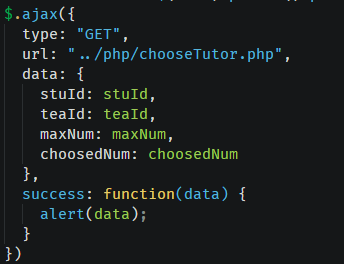 $.ajax({
type: "GET",
url: "../php/chooseTutor.php",
data: {
stuId: stuId,
teaId: teaId,
maxNum: maxNum,
choosedNum: choosedNum
},
success: function(data) {
alert(data);
}
})